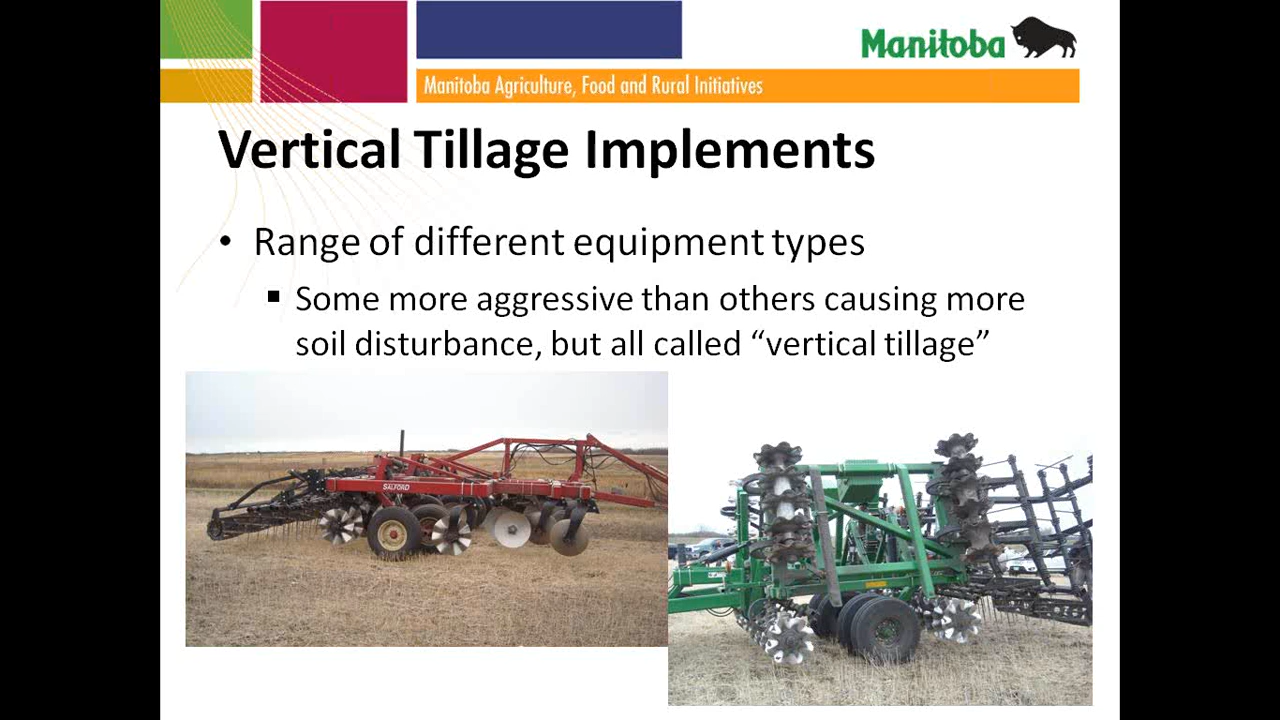 Manitoba
Manitoba Agriculture, Food and Rural Initiatives
Vertical Tillage Implements
• Range of different equipment types
▪ Some more aggressive than others causing more
soil disturbance, but all called “vertical tillage”
SALFORD